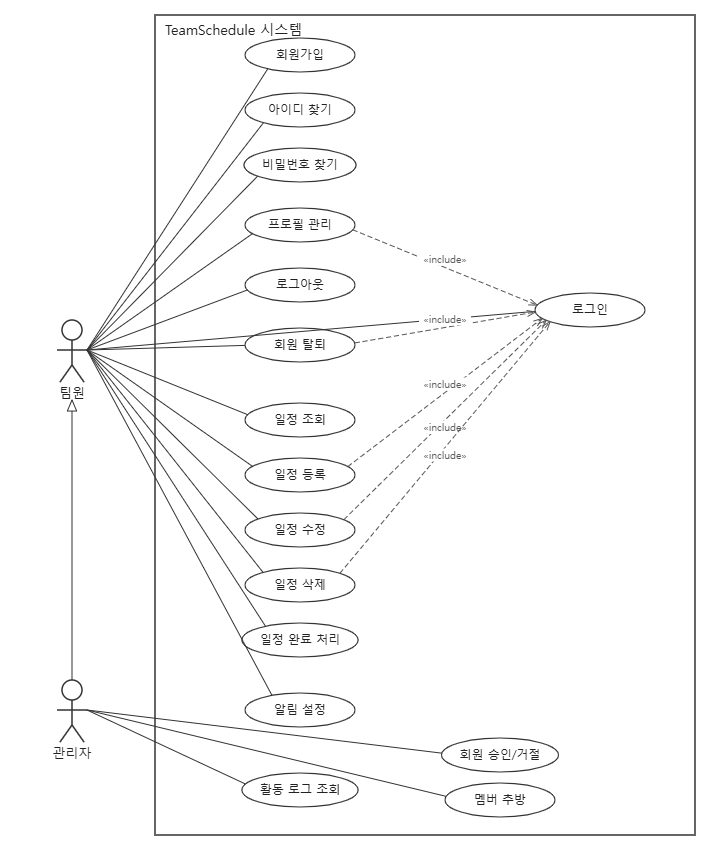 TeamSchedule 시스템
회원가입
아이디 찾기
비밀번호 찾기
프로필 관리
«include»
로그아웃
로그인
«include»
회원 탈퇴
«include»
팀원
일정 조회
«include»
«include»
일정 등록
일정 수정
일정 삭제
일정 완료 처리
알림 설정
관리자
회원 승인/거절
활동 로그 조회
멤버 추방